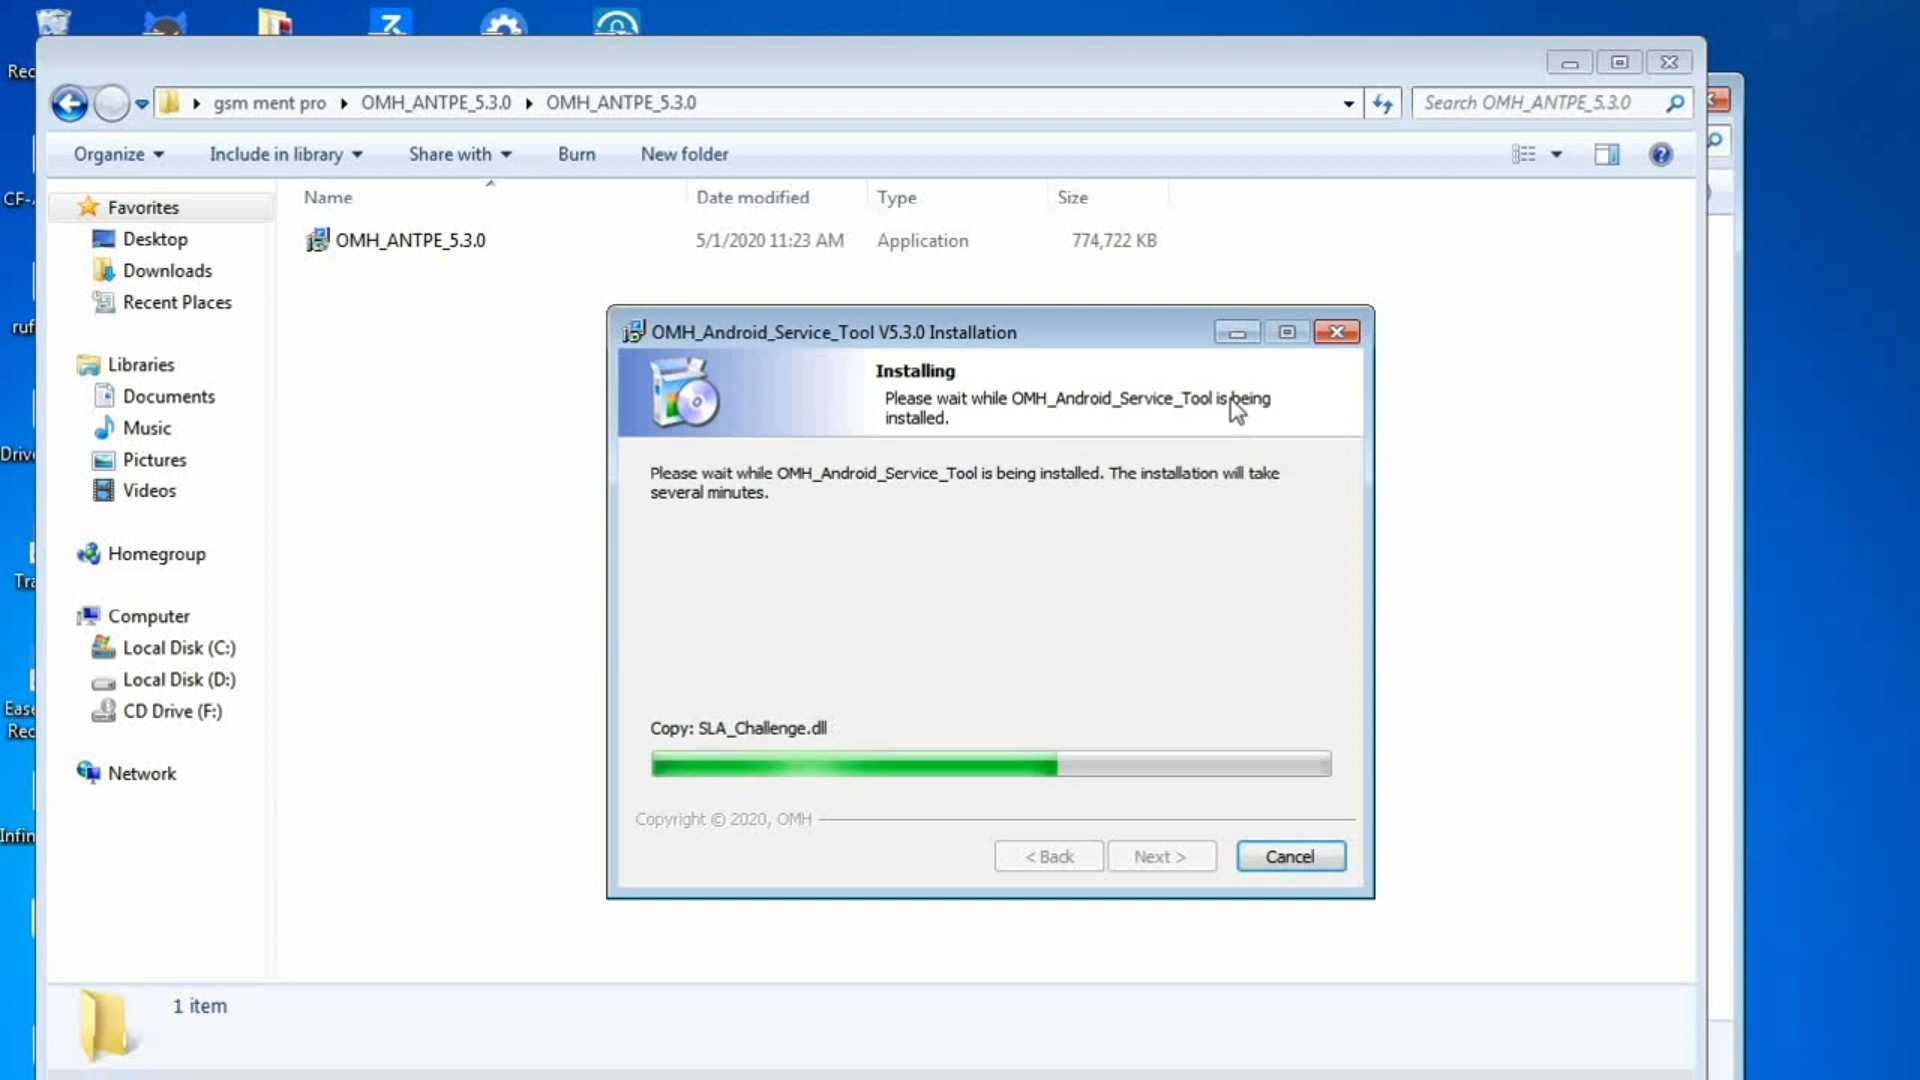 Rec
gsm ment pro
OMH_ANTPE_5.3.0
OMH_ANTPE_5.3.0
Search OMH_ANTPE_5.3.0
Organize
Include in library
Share with
Burn
New folder
Name
Date modified
Type
Size
OMH_ANTPE_5.3.0
5/1/2020 11:23 AM
Application
774,722 KB
Favorites
Desktop
Downloads
Recent Places
Libraries
Documents
Music
Pictures
Videos
Homegroup
Computer
Local Disk (C:)
Local Disk (D:)
CD Drive (F:)
Network
CF-
ruf
Driv
Tra
Ease
Rec
Infin
OMH_Android_Service_Tool V5.3.0 Installation
Installing
Please wait while OMH_Android_Service_Tool is being
installed.
Please wait while OMH_Android_Service_Tool is being installed. The installation will take
several minutes.
Copy: SLA_Challenge.dll
Copyright © 2020, OMH
< Back
Next >
Cancel
1 item